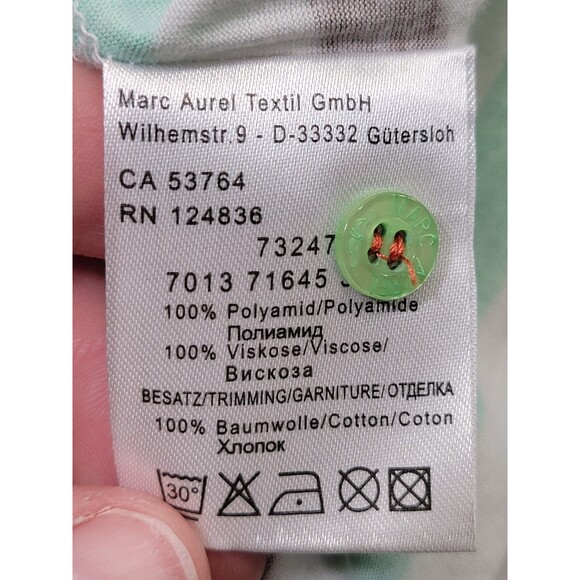 Marc Aurel Textil GmbH
Wilhemstr.9 - D-33332 Gütersloh
CA 53764
RN 124836
73247
7013 71645
100% Polyamid/Polyamide
Полиамид
100% Viskose/Viscose/
Вискоза
BESATZ/TRIMMING/GARNITURE/ОТДЕЛКА
100% Baumwolle/Cotton/Coton
Хлопок
30°